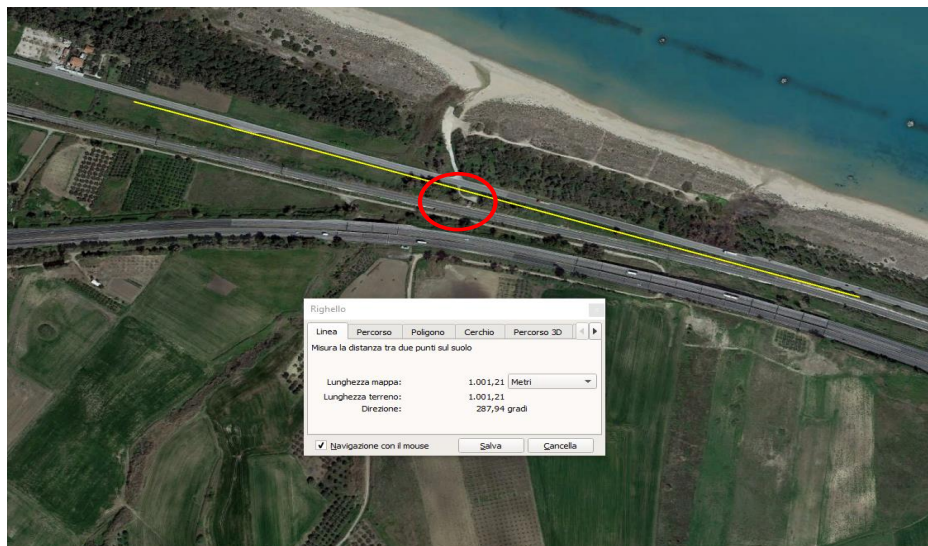 Righello
Linea Percorso Poligono Cerchio Percorso 3D
Misura la distanza tra due punti sul suolo
Lunghezza mappa: 1.001,21 Metri
Lunghezza terreno: 1.001,21
Direzione: 287,94 gradi
Navigazione con il mouse Salva Cancella